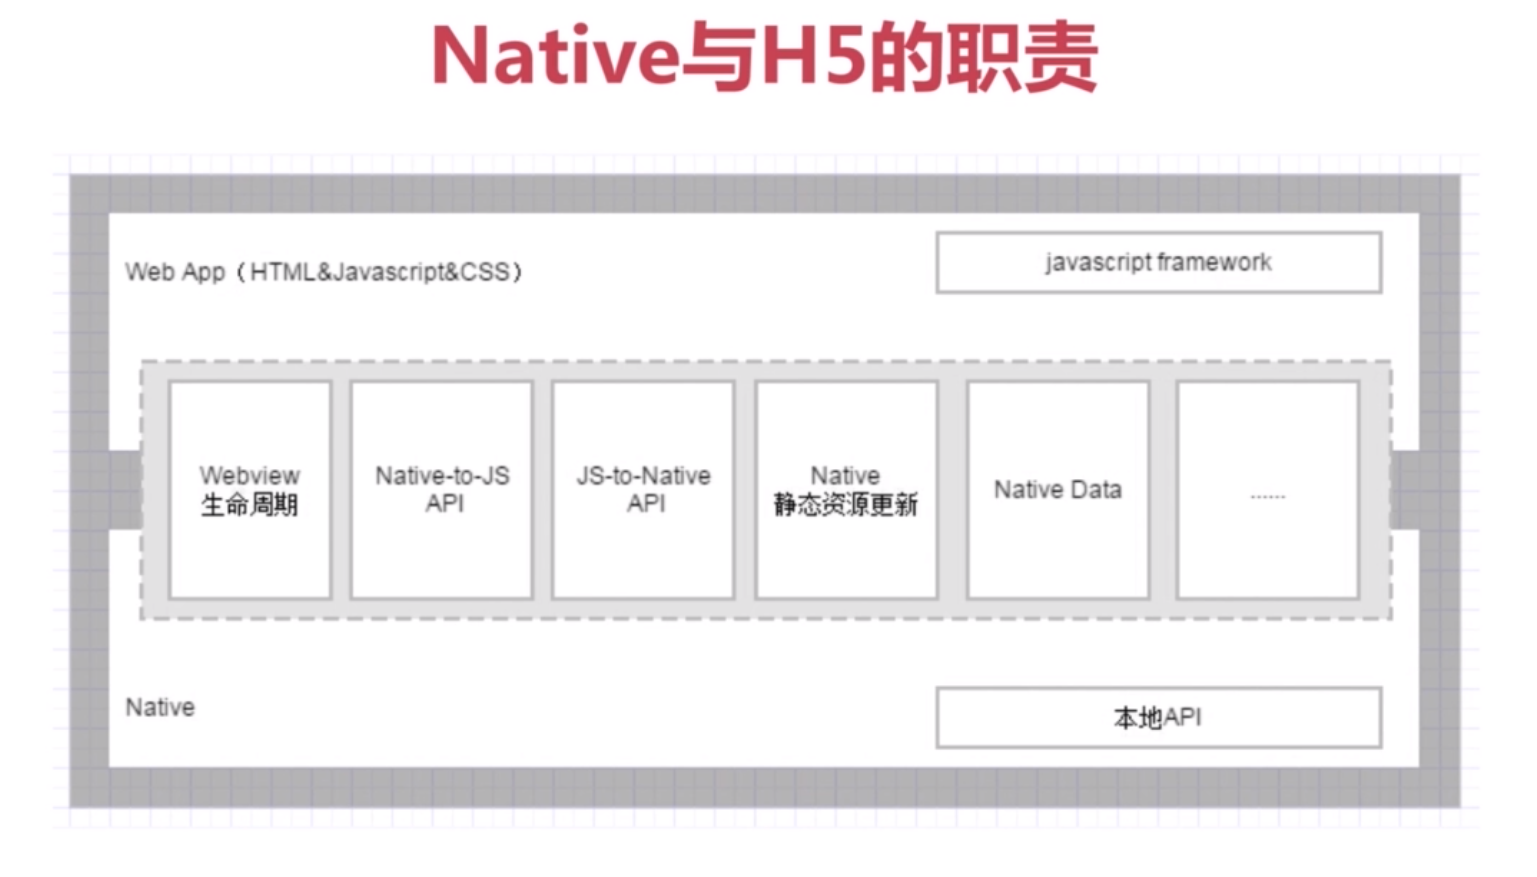 Native与H5的职责
Web App（HTML&Javascript&CSS）
javascript framework
Webview
生命周期
Native-to-JS
API
JS-to-Native
API
Native
静态资源更新
Native Data
......
Native
本地API